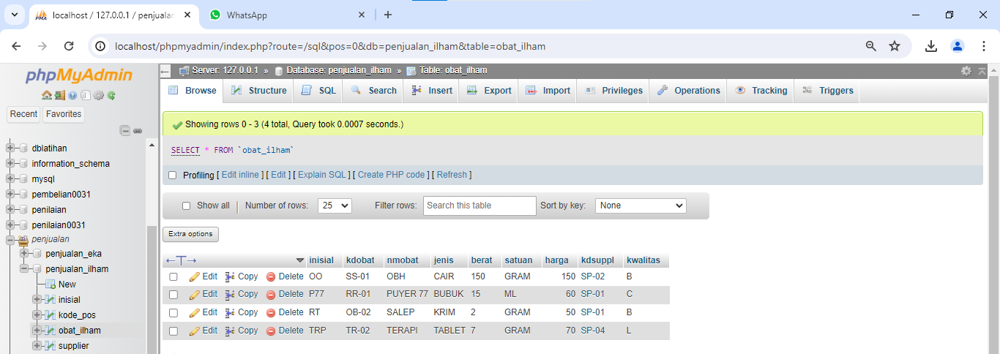 localhost / 127.0.0.1 / penjualan
WhatsApp
localhost/phpmyadmin/index.php?route=/sql&pos=0&db=penjualan_ilham&table=obat_ilham
phpMyAdmin
Recent Favorites
dblatihan
information_schema
mysql
pembelian0031
penilaian
penilaian0031
penjualan
penjualan_eka
penjualan_ilham
New
inisial
kode_pos
obat_ilham
supplier
Server: 127.0.0.1 » Database: penjualan_ilham » Table: obat_ilham
Browse Structure SQL Search Insert Export Import Privileges Operations Tracking Triggers
Showing rows 0 - 3 (4 total, Query took 0.0007 seconds.)
SELECT * FROM `obat_ilham`
Profiling [ Edit inline ] [ Edit ] [ Explain SQL ] [ Create PHP code ] [ Refresh ]
Show all Number of rows: 25 Filter rows: Search this table Sort by key: None
Extra options
←T→ inisial kdobat nmobat jenis berat satuan harga kdsuppl kwalitas
Edit Copy Delete OO SS-01 OBH CAIR 150 GRAM 150 SP-02 B
Edit Copy Delete P77 RR-01 PUYER 77 BUBUK 15 ML 60 SP-01 C
Edit Copy Delete RT OB-02 SALEP KRIM 2 GRAM 50 SP-01 B
Edit Copy Delete TRP TR-02 TERAPI TABLET 7 GRAM 70 SP-04 L